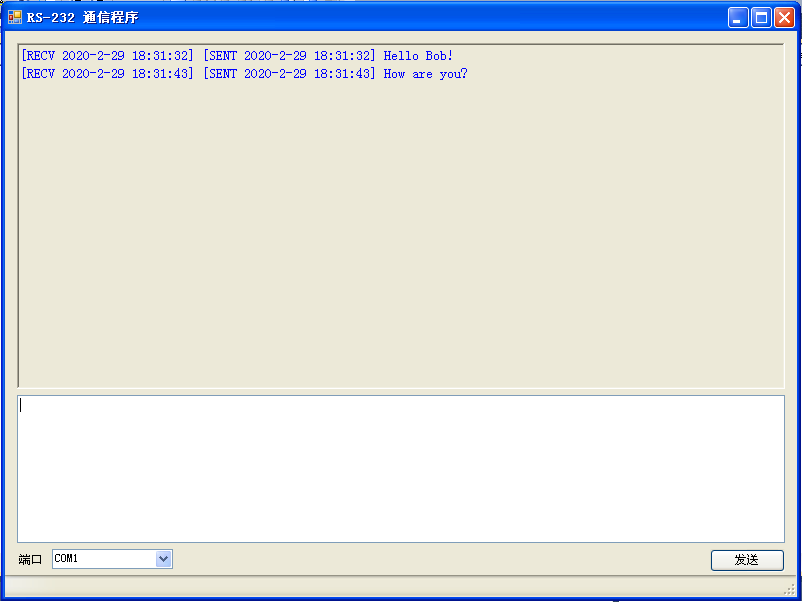 RS-232 通信程序
[RECV 2020-2-29 18:31:32] [SENT 2020-2-29 18:31:32] Hello Bob!
[RECV 2020-2-29 18:31:43] [SENT 2020-2-29 18:31:43] How are you?
端口 COM1 发送